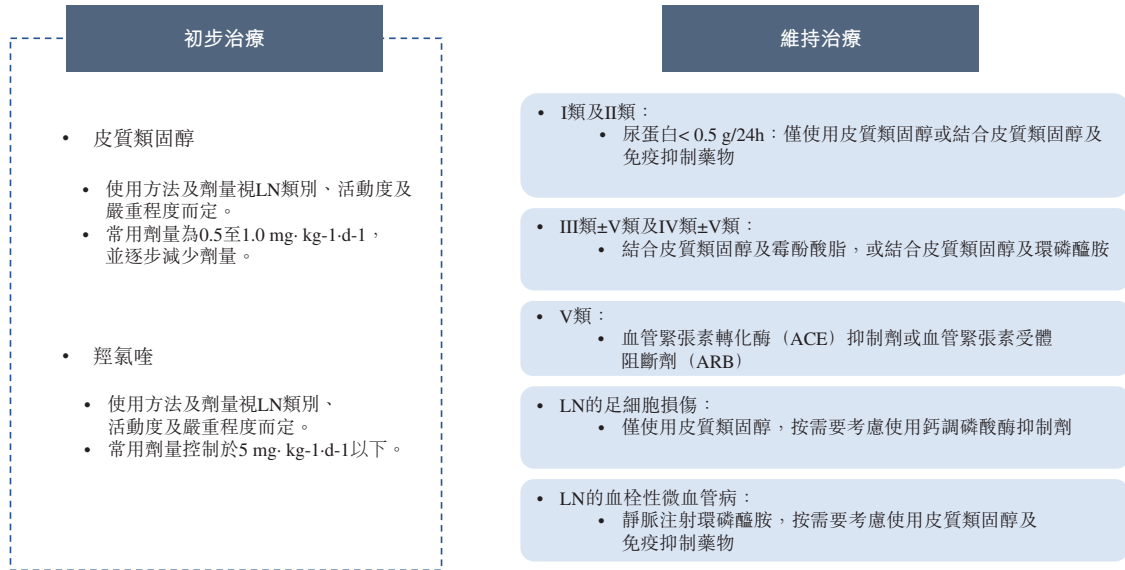 初步治療
• 皮質類固醇
• 使用方法及劑量視LN類別、活動度及
嚴重程度而定。
• 常用劑量為0.5至1.0 mg· kg-1·d-1，
並逐步減少劑量。
• 羥氯喹
• 使用方法及劑量視LN類別、
活動度及嚴重程度而定。
• 常用劑量控制於5 mg· kg-1·d-1以下。
維持治療
• I類及II類：
• 尿蛋白< 0.5 g/24h：僅使用皮質類固醇或結合皮質類固醇及
免疫抑制藥物
• III類±V類及IV類±V類：
• 結合皮質類固醇及霉酚酸脂，或結合皮質類固醇及環磷醯胺
• V類：
• 血管緊張素轉化酶（ACE）抑制劑或血管緊張素受體
阻斷劑（ARB）
• LN的足細胞損傷：
• 僅使用皮質類固醇，按需要考慮使用鈣調磷酸酶抑制劑
• LN的血栓性微血管病：
• 靜脈注射環磷醯胺，按需要考慮使用皮質類固醇及
免疫抑制藥物